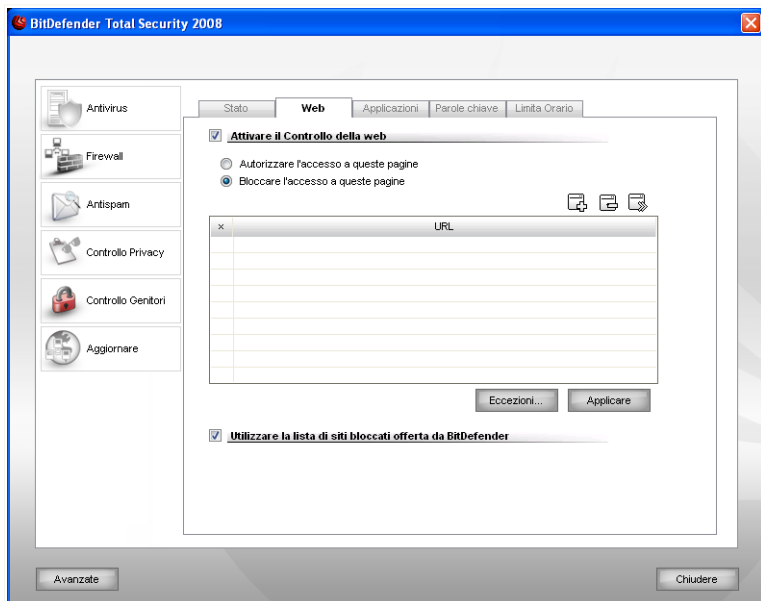 BitDefender Total Security 2008
Antivirus
Firewall
Antispam
Controllo Privacy
Controllo Genitori
Aggiornare
Stato Web Applicazioni Parole chiave Limita Orario
Attivare il Controllo della web
Autorizzare l'accesso a queste pagine
Bloccare l'accesso a queste pagine
× URL
Eccezioni... Applicare
Utilizzare la lista di siti bloccati offerta da BitDefender
Avanzate Chiudere